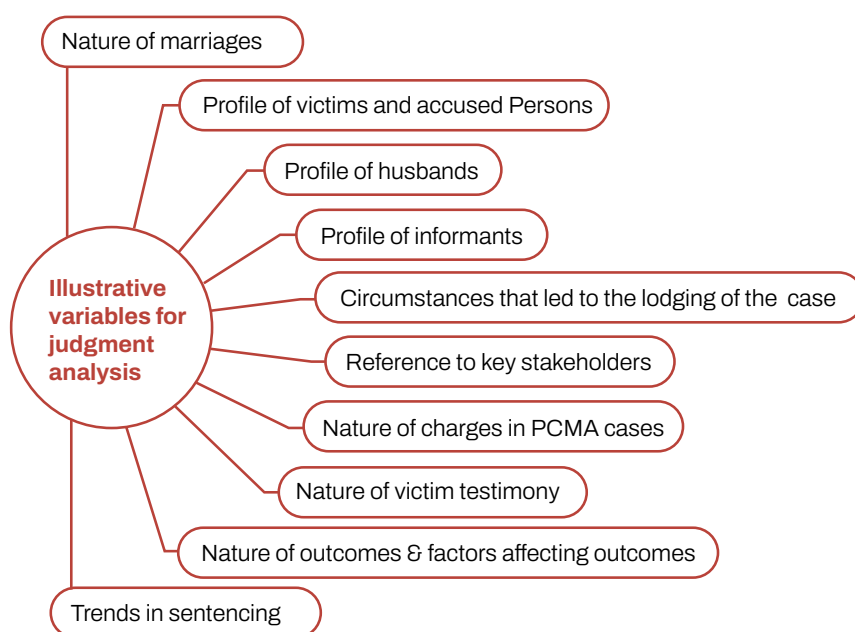 Nature of marriages
Profile of victims and accused Persons
Profile of husbands
Profile of informants
Illustrative
variables for
judgment
analysis
Circumstances that led to the lodging of the case
Reference to key stakeholders
Nature of charges in PCMA cases
Nature of victim testimony
Nature of outcomes & factors affecting outcomes
Trends in sentencing